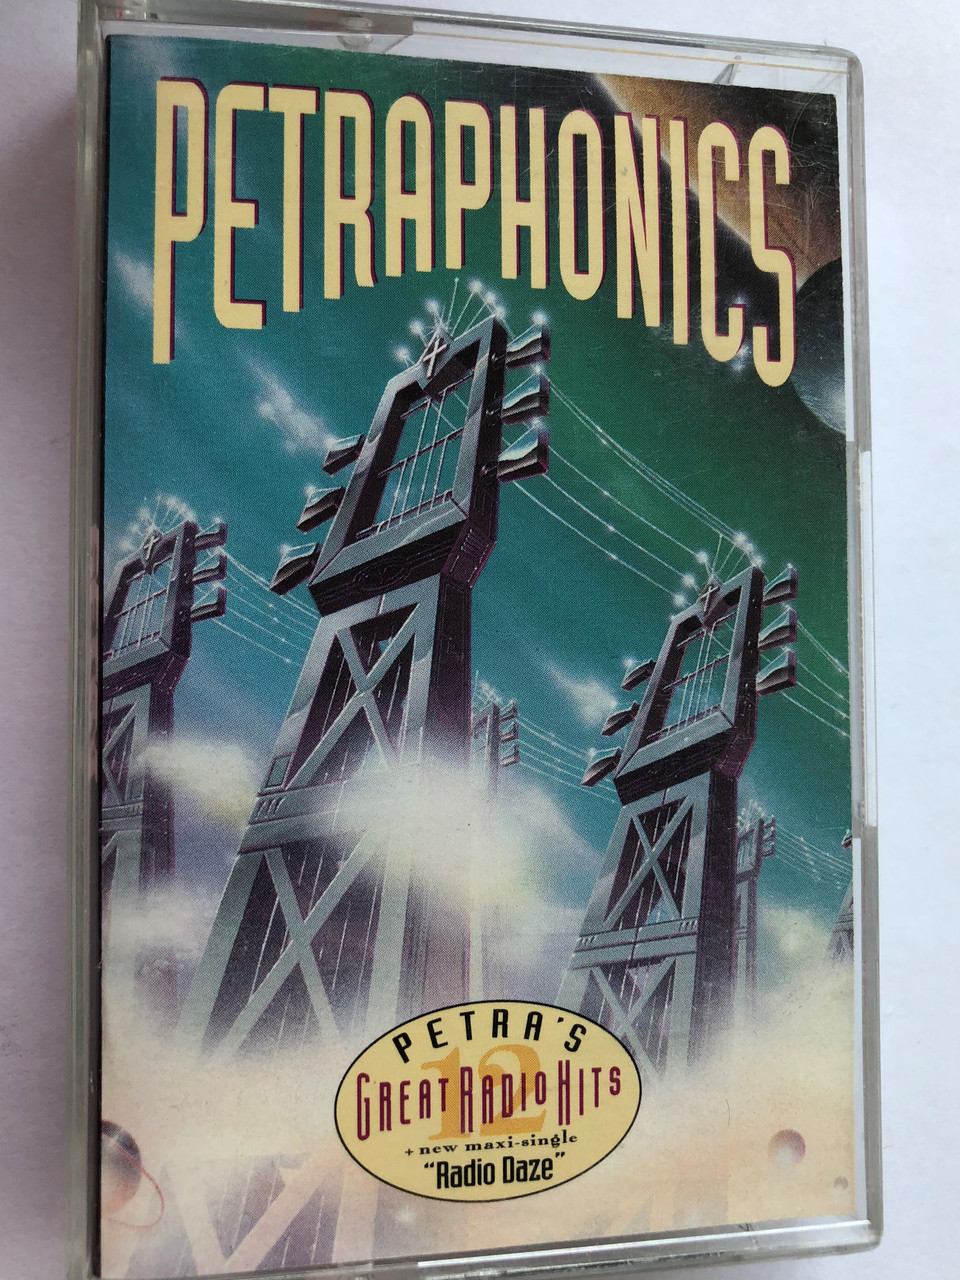 PETRAPHONICS
PETRA'S
12
GREAT RADIO HITS
+ new maxi-single
"Radio Daze"